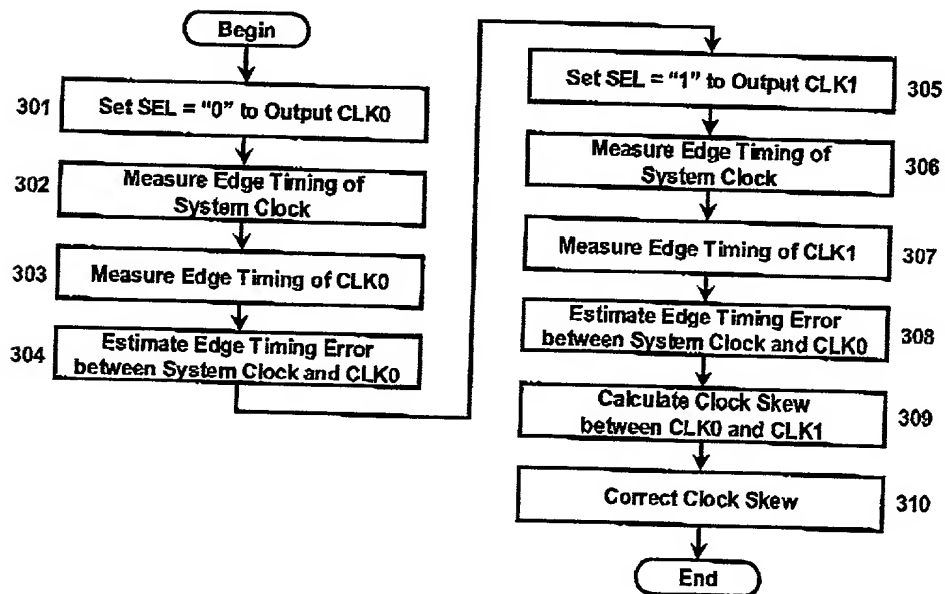 Begin
301
Set SEL = "0" to Output CLK0
302
Measure Edge Timing of
System Clock
303
Measure Edge Timing of CLK0
304
Estimate Edge Timing Error
between System Clock and CLK0
Set SEL = "1" to Output CLK1
305
Measure Edge Timing of
System Clock
306
Measure Edge Timing of CLK1
307
Estimate Edge Timing Error
between System Clock and CLK0
308
Calculate Clock Skew
between CLK0 and CLK1
309
Correct Clock Skew
310
End